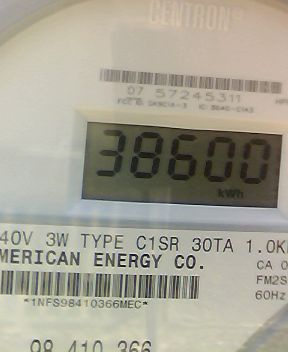 CENTRON®
07 57245311
38600
kWh
40V 3W TYPE C1SR 30TA 1.0K
MERICAN ENERGY CO.
CA 0
FM2S
*1NFS98410366MEC*
60Hz
98 410 366